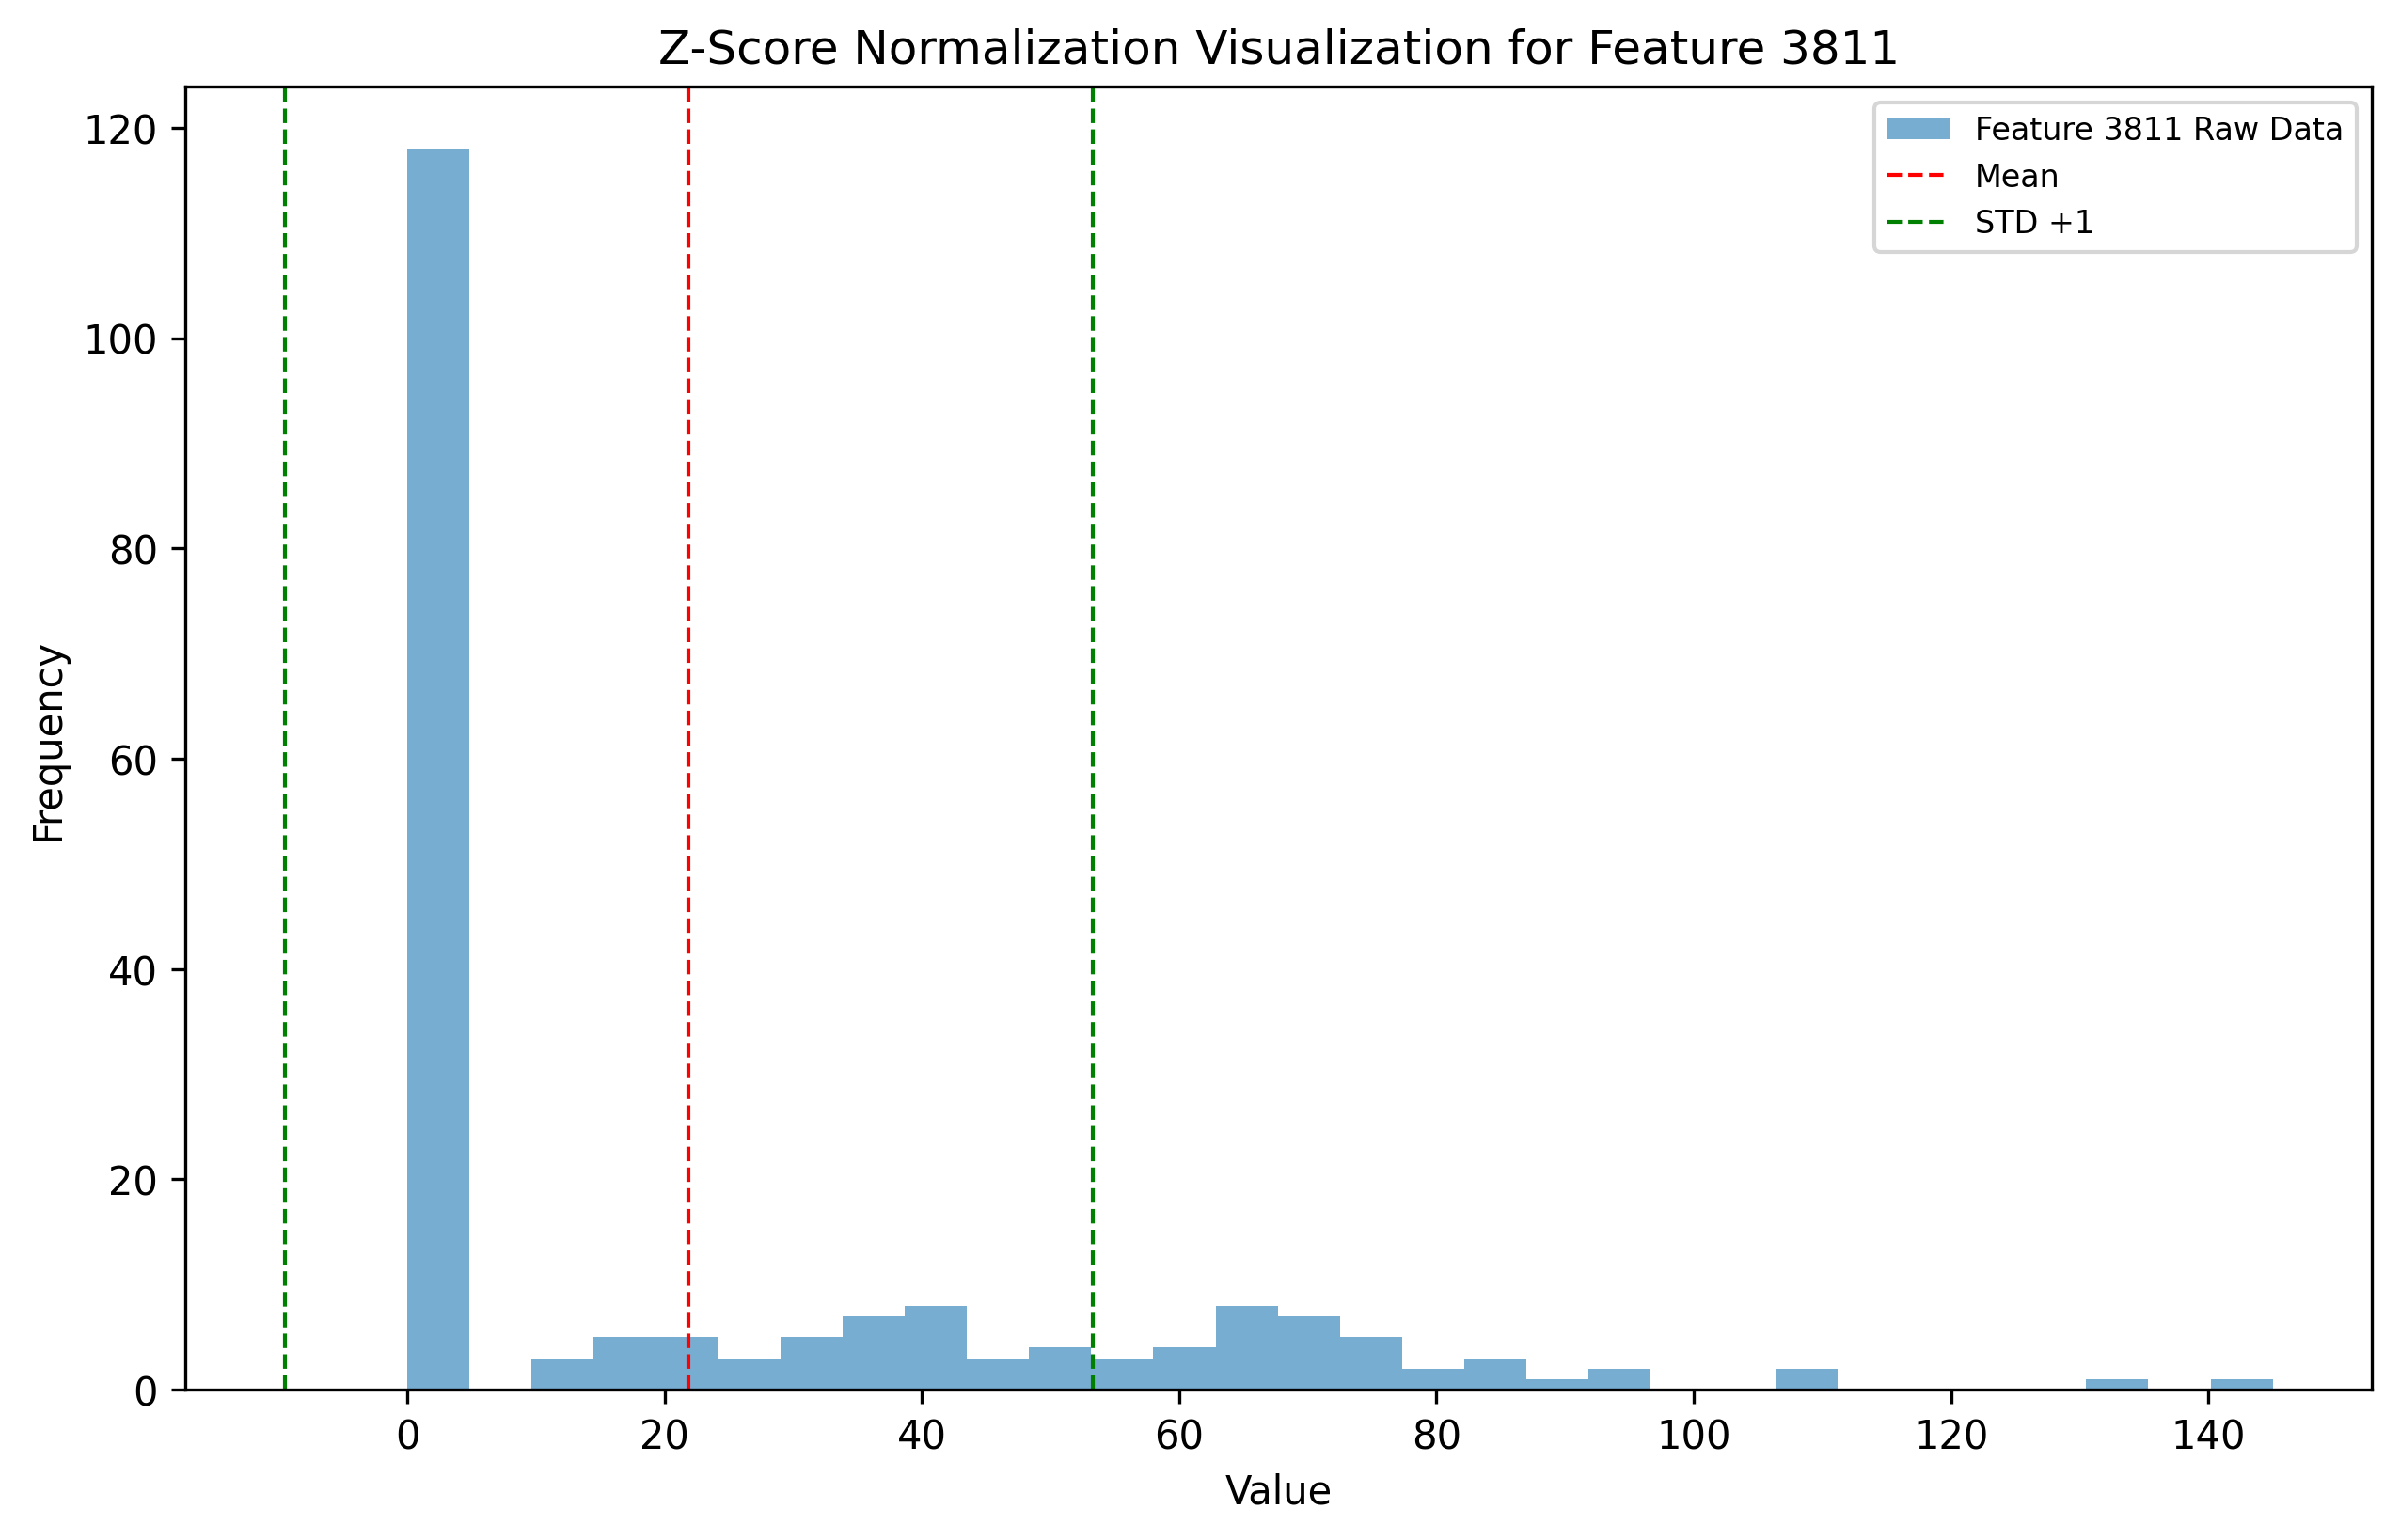 Z-Score Normalization Visualization for Feature 3811
Feature 3811 Raw Data
Mean
STD +1
120
100
80
60
40
20
0
Frequency
0 20 40 60 80 100 120 140
Value